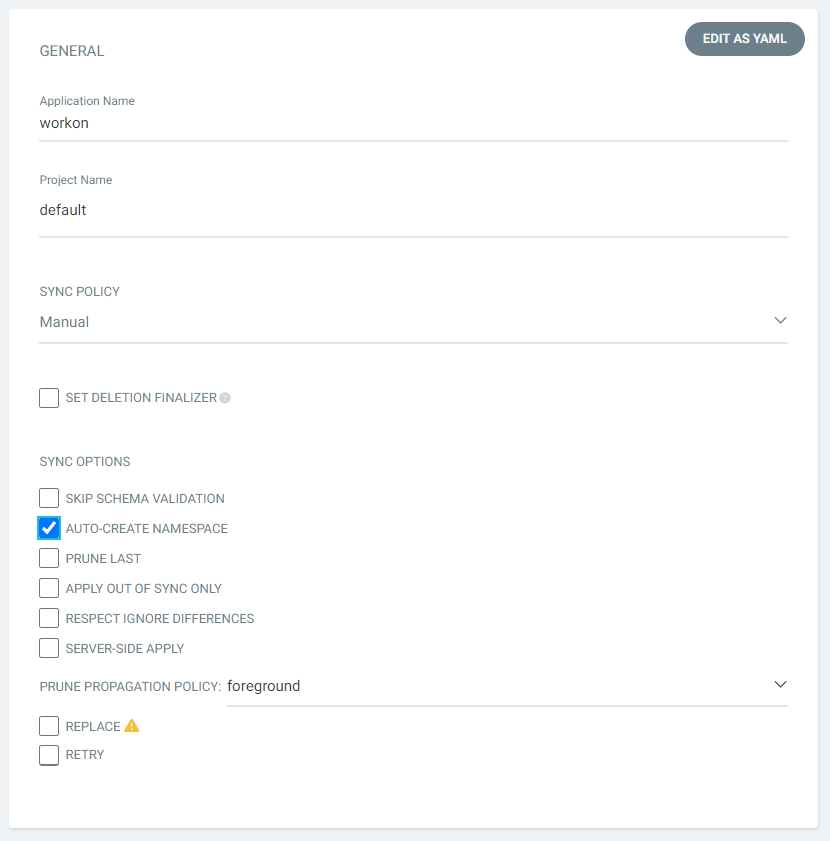 GENERAL
EDIT AS YAML
Application Name
workon
Project Name
default
SYNC POLICY
Manual
SET DELETION FINALIZER ?
SYNC OPTIONS
SKIP SCHEMA VALIDATION
AUTO-CREATE NAMESPACE
PRUNE LAST
APPLY OUT OF SYNC ONLY
RESPECT IGNORE DIFFERENCES
SERVER-SIDE APPLY
PRUNE PROPAGATION POLICY: foreground
REPLACE
RETRY